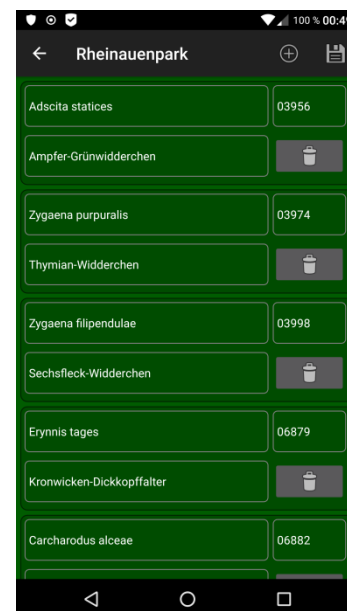 100 % 00:49
Rheinauenpark
Adscita statices 03956
Ampfer-Grünwidderchen
Zygaena purpuralis 03974
Thymian-Widderchen
Zygaena filipendulae 03998
Sechsfleck-Widderchen
Erynnis tages 06879
Kronwicken-Dickkopffalter
Carcharodus alceae 06882